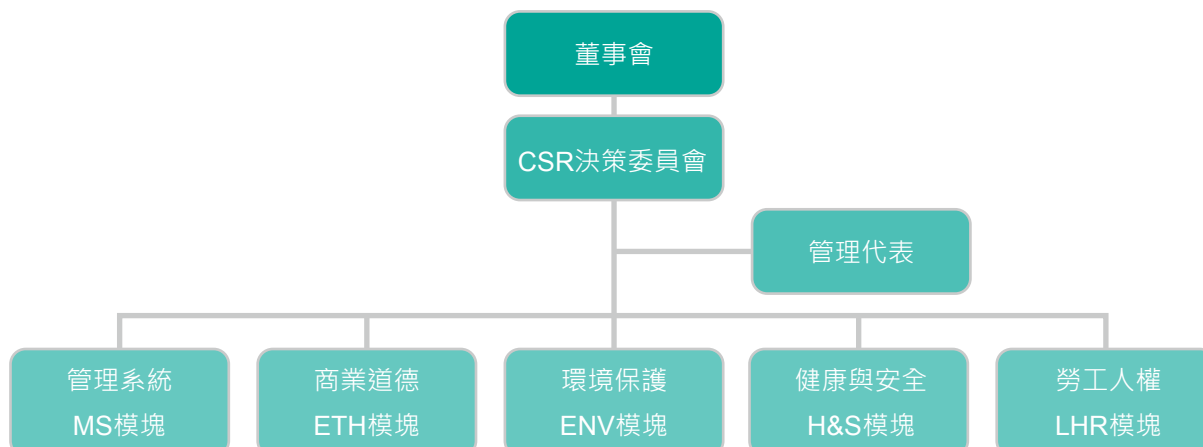 董事會
CSR決策委員會
管理代表
管理系統
MS模塊
商業道德
ETH模塊
環境保護
ENV模塊
健康與安全
H&S模塊
勞工人權
LHR模塊